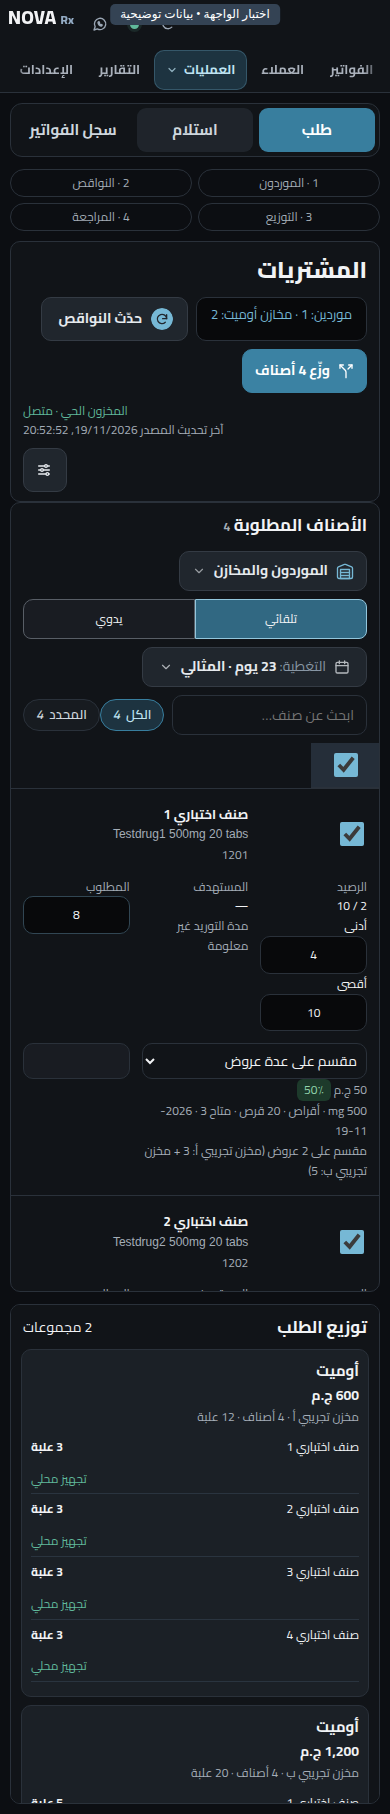 اختبار الواجهة • بيانات توضيحية
NOVA Rx
الفواتير
العملاء
العمليات
التقارير
الإعدادات
طلب
استلام
سجل الفواتير
1 · الموردون
2 · النواقص
3 · التوزيع
4 · المراجعة
المشتريات
موردين: 1 · مخازن أوميت: 2
حدّث النواقص
وزّع 4 أصناف
المخزون الحي · متصل
آخر تحديث المصدر 19/11/2026, 20:52:52
الأصناف المطلوبة 4
الموردون والمخازن
تلقائي
يدوي
التغطية: 23 يوم · المثالي
ابحث عن صنف...
الكل 4
المحدد 4
صنف اختباري 1
Testdrug1 500mg 20 tabs
1201
الرصيد
المستهدف
المطلوب
10 / 2
—
8
أدنى
مدة التوريد غير معلومة
4
أقصى
10
مقسم على عدة عروض
50 ج.م 50٪
500 mg · أقراص · 20 قرص · متاح 3 · 2026-
19-11
مقسم على 2 عروض (مخزن تجريبي أ: 3 + مخزن
تجريبي ب: 5)
صنف اختباري 2
Testdrug2 500mg 20 tabs
1202
توزيع الطلب
2 مجموعات
أوميت
600 ج.م
مخزن تجريبي أ · 4 أصناف · 12 علبة
صنف اختباري 1
3 علبة
تجهيز محلي
صنف اختباري 2
3 علبة
تجهيز محلي
صنف اختباري 3
3 علبة
تجهيز محلي
صنف اختباري 4
3 علبة
تجهيز محلي
أوميت
1,200 ج.م
مخزن تجريبي ب · 4 أصناف · 20 علبة
صنف اختباري 1
5 علبة